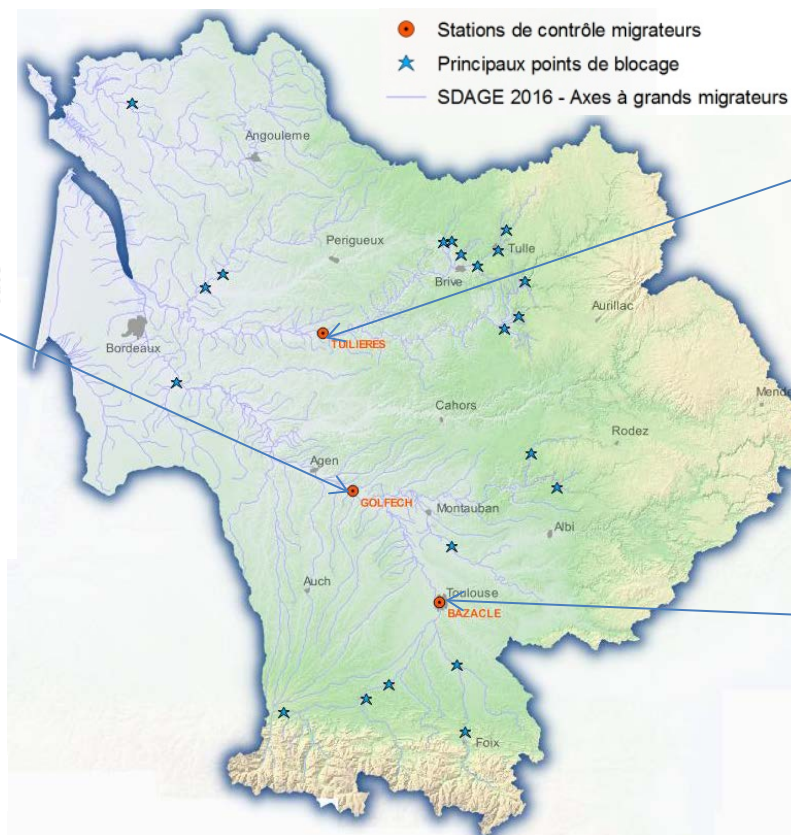 Stations de contrôle migrateurs
Principaux points de blocage
SDAGE 2016 - Axes à grands migrateurs
Angouleme
Perigueux
Tulle
Brive
Aurillac
Bordeaux
TUILIERES
Mende
Cahors
Rodez
Agen
GOLFECH
Montauban
Albi
Auch
Toulouse
BAZACLE
Foix